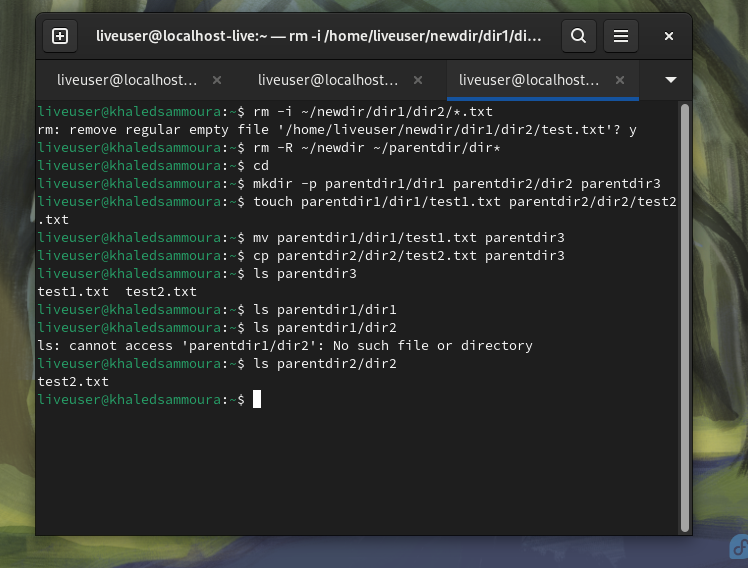 liveuser@localhost-live:~ — rm -i /home/liveuser/newdir/dir1/di…
liveuser@localhost… liveuser@localhost… liveuser@localhost…
liveuser@khaledsammoura:~$ rm -i ~/newdir/dir1/dir2/*.txt
rm: remove regular empty file '/home/liveuser/newdir/dir1/dir2/test.txt'? y
liveuser@khaledsammoura:~$ rm -R ~/newdir ~/parentdir/dir*
liveuser@khaledsammoura:~$ cd
liveuser@khaledsammoura:~$ mkdir -p parentdir1/dir1 parentdir2/dir2 parentdir3
liveuser@khaledsammoura:~$ touch parentdir1/dir1/test1.txt parentdir2/dir2/test2
.txt
liveuser@khaledsammoura:~$ mv parentdir1/dir1/test1.txt parentdir3
liveuser@khaledsammoura:~$ cp parentdir2/dir2/test2.txt parentdir3
liveuser@khaledsammoura:~$ ls parentdir3
test1.txt  test2.txt
liveuser@khaledsammoura:~$ ls parentdir1/dir1
liveuser@khaledsammoura:~$ ls parentdir1/dir2
ls: cannot access 'parentdir1/dir2': No such file or directory
liveuser@khaledsammoura:~$ ls parentdir2/dir2
test2.txt
liveuser@khaledsammoura:~$